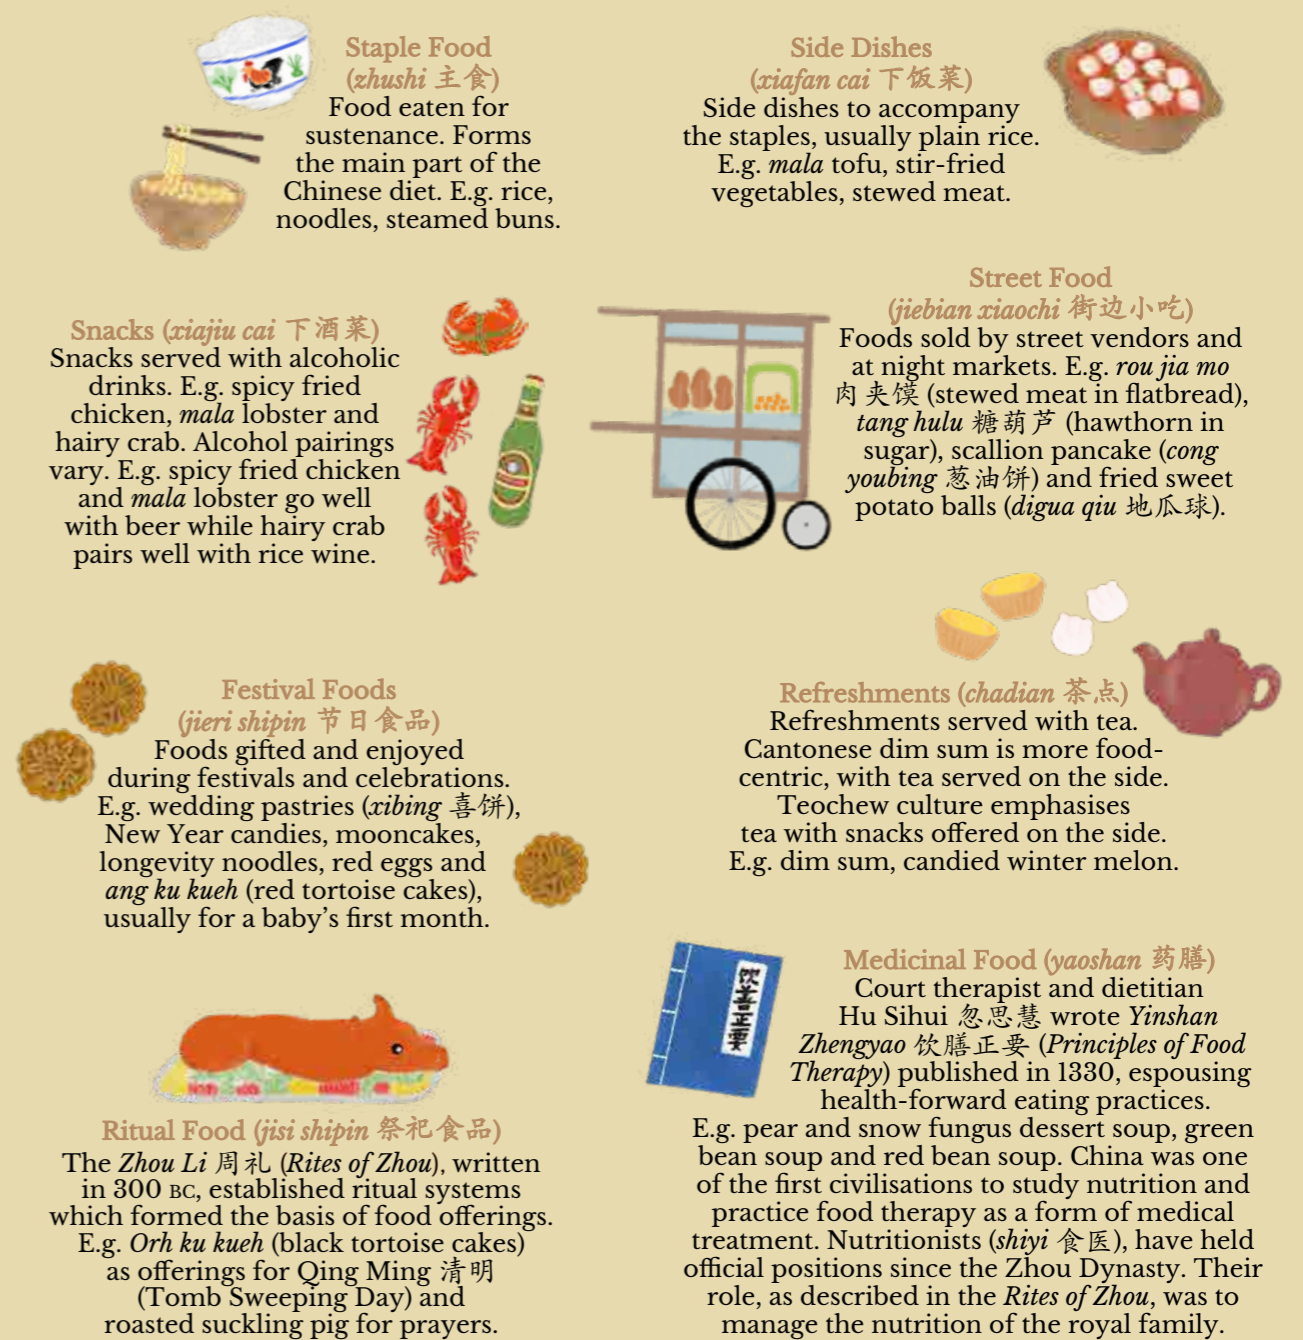 Staple Food
(zhushi 主食)
Food eaten for
sustenance. Forms
the main part of the
Chinese diet. E.g. rice,
noodles, steamed buns.
Side Dishes
(xiafan cai 下饭菜)
Side dishes to accompany
the staples, usually plain rice.
E.g. mala tofu, stir-fried
vegetables, stewed meat.
Snacks (xiajiu cai 下酒菜)
Snacks served with alcoholic
drinks. E.g. spicy fried
chicken, mala lobster and
hairy crab. Alcohol pairings
vary. E.g. spicy fried chicken
and mala lobster go well
with beer while hairy crab
pairs well with rice wine.
Street Food
(jiebian xiaochi 街边小吃)
Foods sold by street vendors and
at night markets. E.g. rou jia mo
肉夹馍 (stewed meat in flatbread),
tang hulu 糖葫芦 (hawthorn in
sugar), scallion pancake (cong
youbing 葱油饼) and fried sweet
potato balls (digua qiu 地瓜球).
Festival Foods
(jieri shipin 节日食品)
Foods gifted and enjoyed
during festivals and celebrations.
E.g. wedding pastries (xibing 喜饼),
New Year candies, mooncakes,
longevity noodles, red eggs and
ang ku kueh (red tortoise cakes),
usually for a baby’s first month.
Refreshments (chadian 茶点)
Refreshments served with tea.
Cantonese dim sum is more food-
centric, with tea served on the side.
Teochew culture emphasises
tea with snacks offered on the side.
E.g. dim sum, candied winter melon.
Ritual Food (jisi shipin 祭祀食品)
The Zhou Li 周礼 (Rites of Zhou), written
in 300 BC, established ritual systems
which formed the basis of food offerings.
E.g. Orh ku kueh (black tortoise cakes)
as offerings for Qing Ming 清明
(Tomb Sweeping Day) and
roasted suckling pig for prayers.
饮善正要
Medicinal Food (yaoshan 药膳)
Court therapist and dietitian
Hu Sihui 忽思慧 wrote Yinshan
Zhengyao 饮膳正要 (Principles of Food
Therapy) published in 1330, espousing
health-forward eating practices.
E.g. pear and snow fungus dessert soup, green
bean soup and red bean soup. China was one
of the first civilisations to study nutrition and
practice food therapy as a form of medical
treatment. Nutritionists (shiyi 食医), have held
official positions since the Zhou Dynasty. Their
role, as described in the Rites of Zhou, was to
manage the nutrition of the royal family.